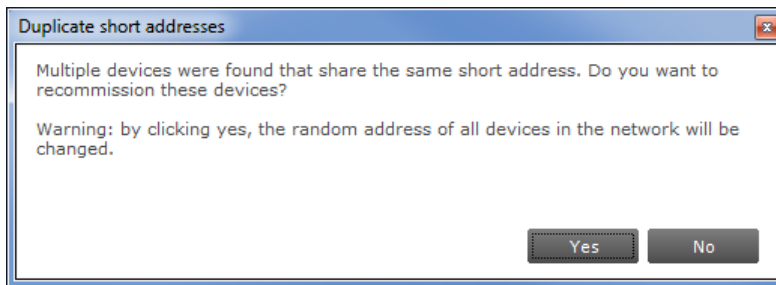 Duplicate short addresses
Multiple devices were found that share the same short address. Do you want to
recommission these devices?
Warning: by clicking yes, the random address of all devices in the network will be
changed.
Yes No